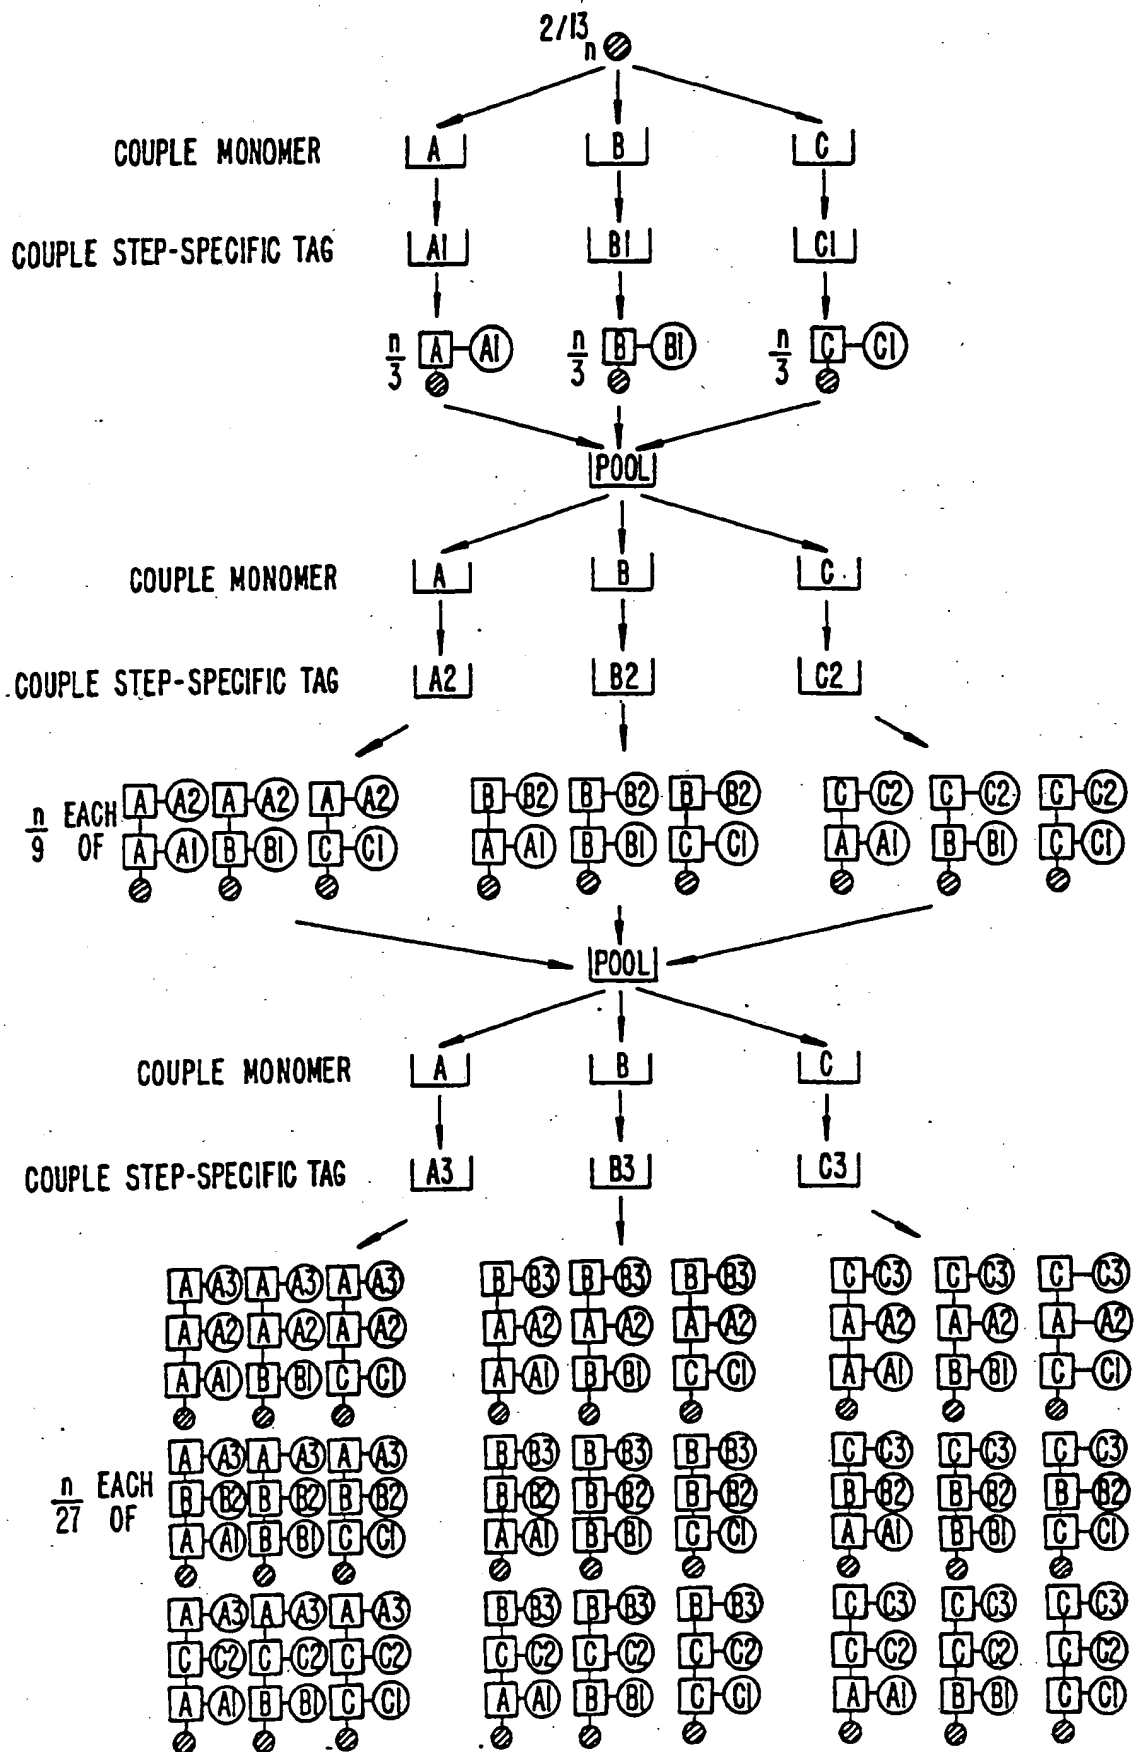 2/13
n
COUPLE MONOMER A B C
COUPLE STEP-SPECIFIC TAG A1 B1 C1
n/3 A A1 n/3 B B1 n/3 C C1
POOL
COUPLE MONOMER A B C
COUPLE STEP-SPECIFIC TAG A2 B2 C2
n/9 EACH OF
A A2 A A2 A A2 B B2 B B2 B B2 C C2 C C2 C C2
A A1 B B1 C C1 A A1 B B1 C C1 A A1 B B1 C C1
POOL
COUPLE MONOMER A B C
COUPLE STEP-SPECIFIC TAG A3 B3 C3
A A3 A A3 A A3 B B3 B B3 B B3 C C3 C C3 C C3
A A2 A A2 A A2 A A2 A A2 A A2 A A2 A A2 A A2
A A1 B B1 C C1 A A1 B B1 C C1 A A1 B B1 C C1
n/27 EACH OF
A A3 A A3 A A3 B B3 B B3 B B3 C C3 C C3 C C3
B B2 B B2 B B2 B B2 B B2 B B2 B B2 B B2 B B2
A A1 B B1 C C1 A A1 B B1 C C1 A A1 B B1 C C1
A A3 A A3 A A3 B B3 B B3 B B3 C C3 C C3 C C3
C C2 C C2 C C2 C C2 C C2 C C2 C C2 C C2 C C2
A A1 B B1 C C1 A A1 B B1 C C1 A A1 B B1 C C1